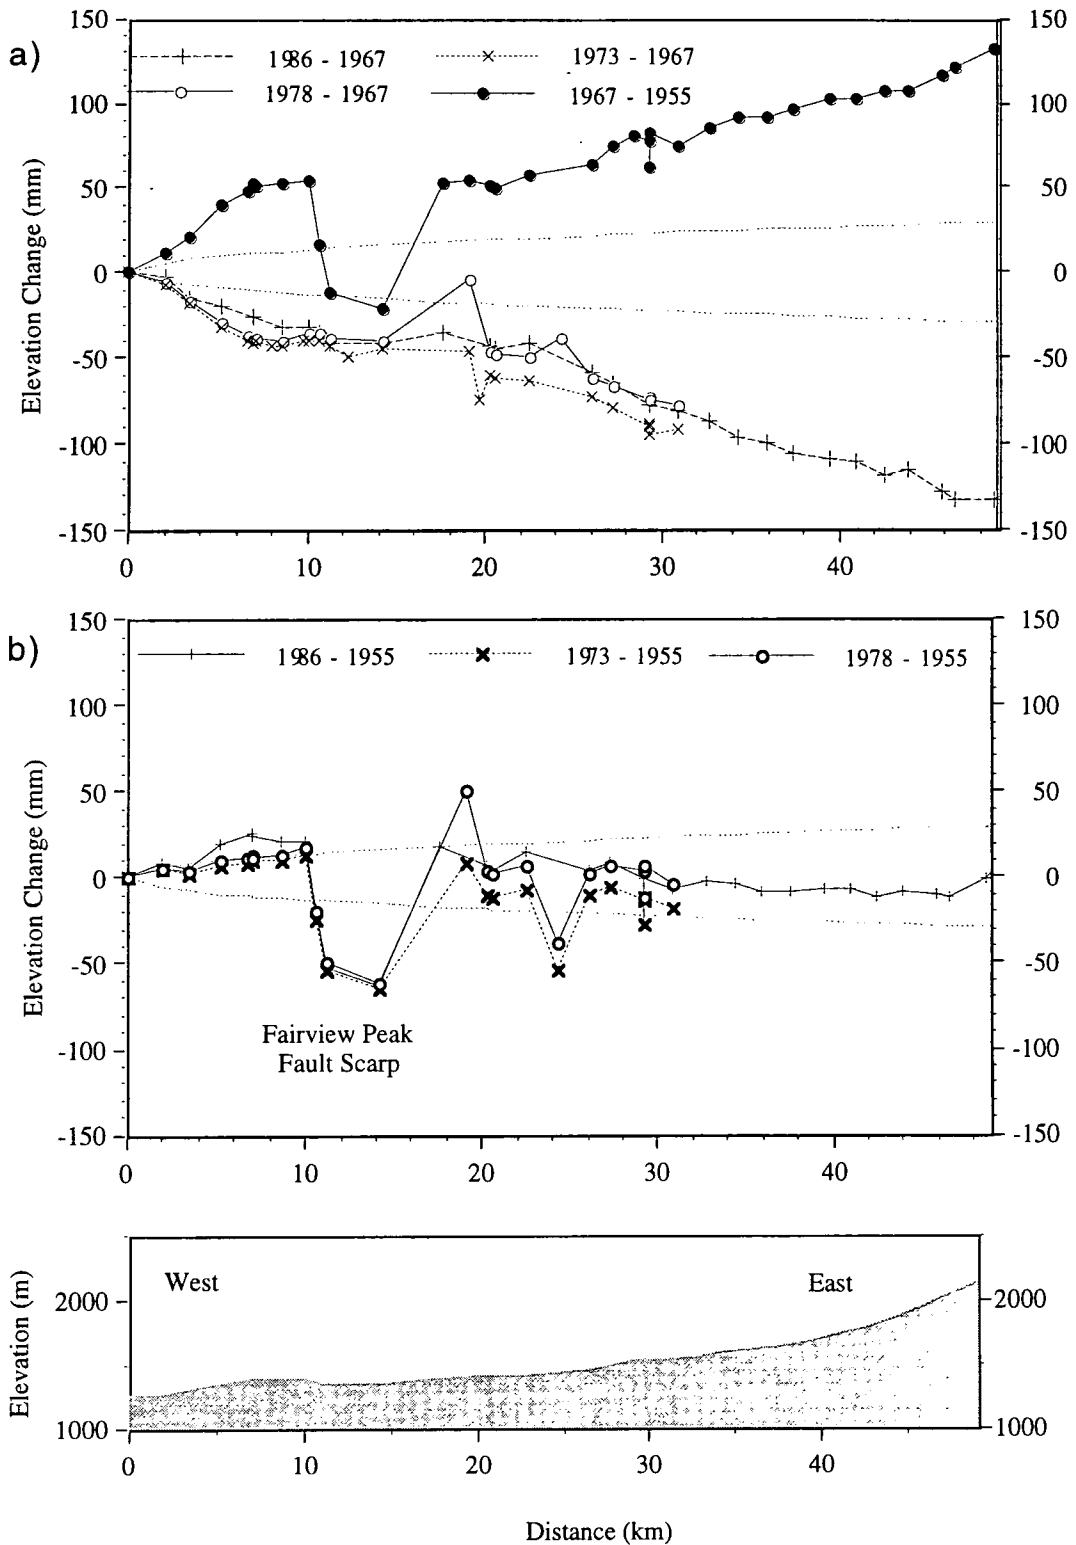 a)
1986 - 1967
1973 - 1967
1978 - 1967
1967 - 1955
Elevation Change (mm)
150
100
50
0
-50
-100
-150
150
100
50
0
-50
-100
-150
0 10 20 30 40
b)
1986 - 1955
1973 - 1955
1978 - 1955
Elevation Change (mm)
150
100
50
0
-50
-100
-150
150
100
50
0
-50
-100
-150
Fairview Peak
Fault Scarp
0 10 20 30 40
West
East
Elevation (m)
2000
1000
2000
1000
0 10 20 30 40
Distance (km)